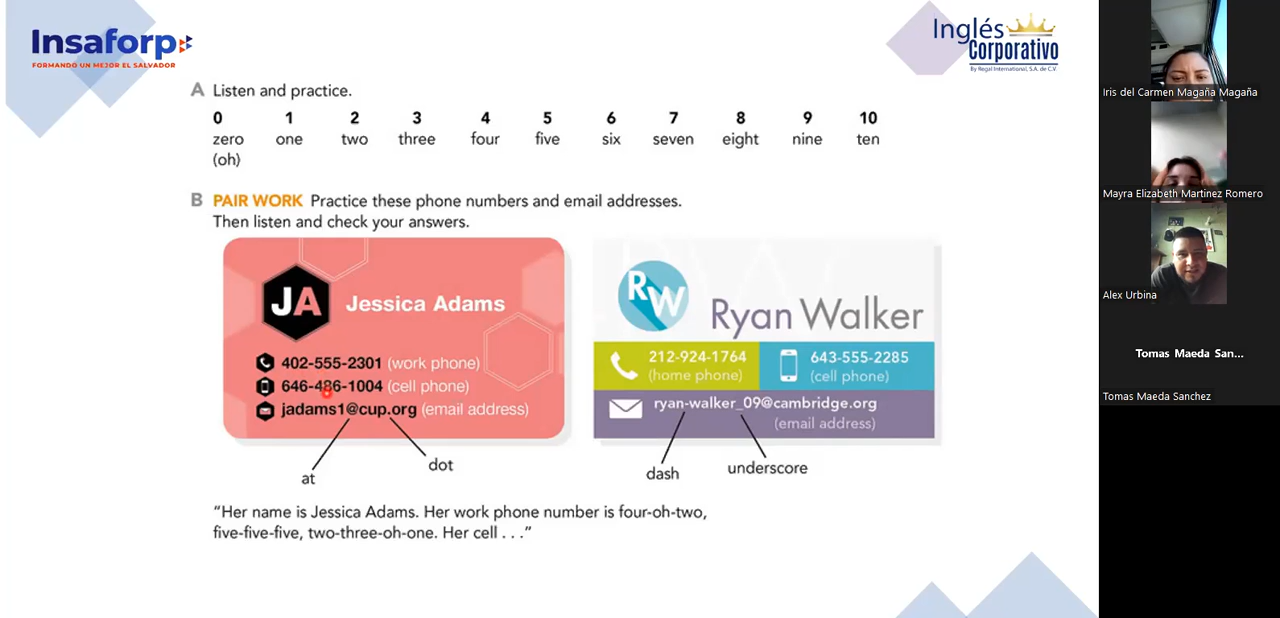 Insaforp
FORMANDO UN MEJOR EL SALVADOR
Inglés
Corporativo
By Regal International, S.A. de C.V.
A Listen and practice.
0 1 2 3 4 5 6 7 8 9 10
zero one two three four five six seven eight nine ten
(oh)
B PAIR WORK Practice these phone numbers and email addresses.
Then listen and check your answers.
JA Jessica Adams
402-555-2301 (work phone)
646-486-1004 (cell phone)
jadams1@cup.org (email address)
at
dot
RW
Ryan Walker
212-924-1764
(home phone)
643-555-2285
(cell phone)
ryan-walker_09@cambridge.org
(email address)
dash
underscore
“Her name is Jessica Adams. Her work phone number is four-oh-two,
five-five-five, two-three-oh-one. Her cell . . .”
Iris del Carmen Magaña Magaña
Mayra Elizabeth Martinez Romero
Alex Urbina
Tomas Maeda San...
Tomas Maeda Sanchez